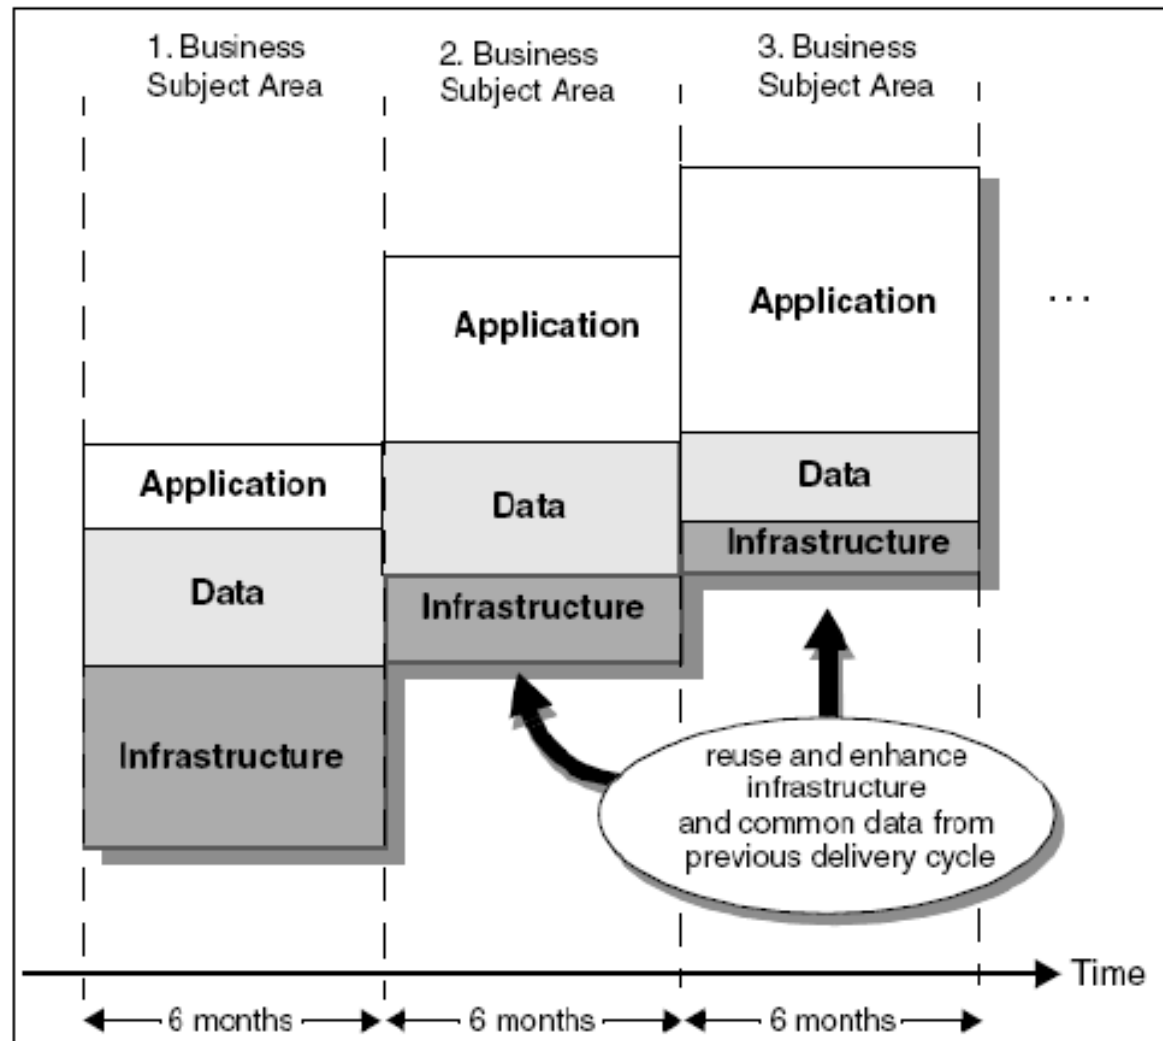 1. Business
Subject Area
2. Business
Subject Area
3. Business
Subject Area
Application
Data
Infrastructure
Application
Data
Infrastructure
Application
Data
Infrastructure
...
reuse and enhance
infrastructure
and common data from
previous delivery cycle
Time
6 months
6 months
6 months